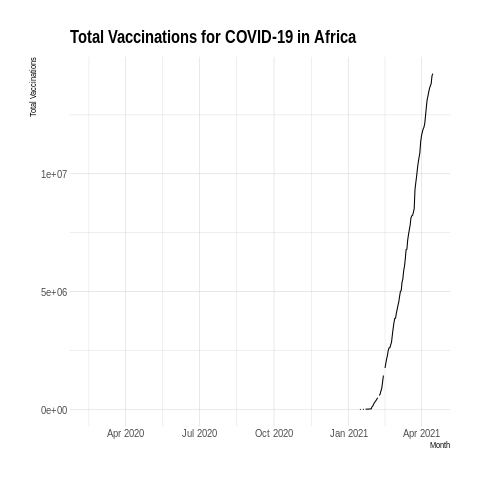 Total Vaccinations for COVID-19 in Africa
Total Vaccinations
1e+07
5e+06
0e+00
Apr 2020 Jul 2020 Oct 2020 Jan 2021 Apr 2021
Month